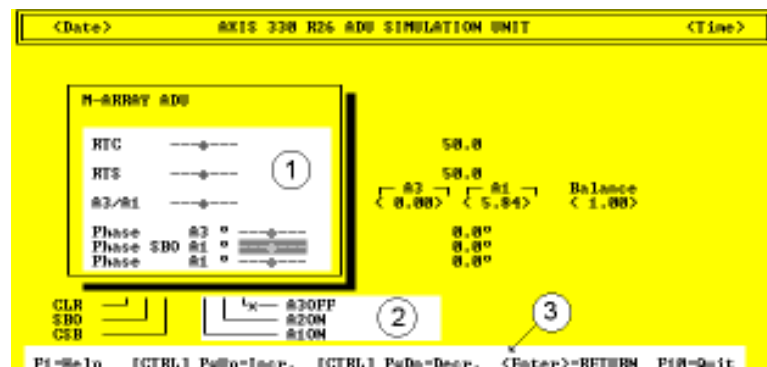 <Date> AXIS 330 R26 ADU SIMULATION UNIT <Time>
M-ARRAY ADU
RTC ---◆--- 50.0
1
RTS ---◆--- 50.0
A3 A1 Balance
A3/A1 ---◆--- < 0.00> < 5.84> < 1.00>
Phase A3 ° ---◆--- 0.0°
Phase SBO A1 ° ---◆--- 0.0°
Phase A1 ° ---◆--- 0.0°
CLR x A3OFF
SBO A2ON
CSB A1ON
2
3
F1-Help [CTRL] PgUp-Incr. [CTRL] PgDn-Decr. <Enter>-RETURN F10-Quit